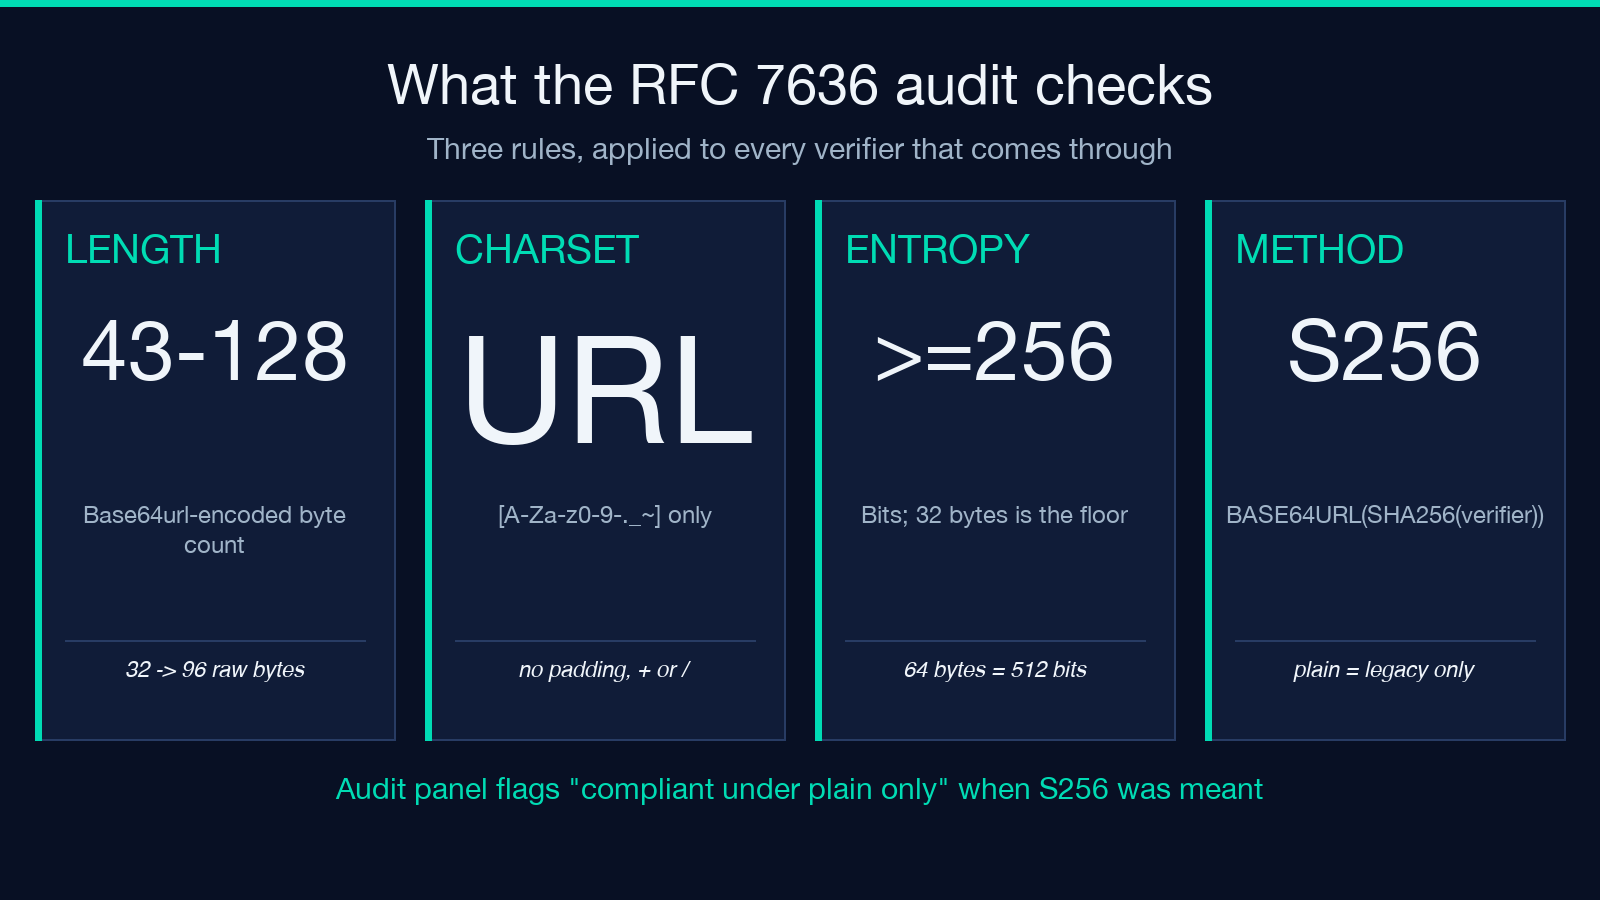 What the RFC 7636 audit checks
Three rules, applied to every verifier that comes through
LENGTH
43-128
Base64url-encoded byte
count
32 -> 96 raw bytes
CHARSET
URL
[A-Za-z0-9-._~] only
no padding, + or /
ENTROPY
>=256
Bits; 32 bytes is the floor
64 bytes = 512 bits
METHOD
S256
BASE64URL(SHA256(verifier))
plain = legacy only
Audit panel flags "compliant under plain only" when S256 was meant